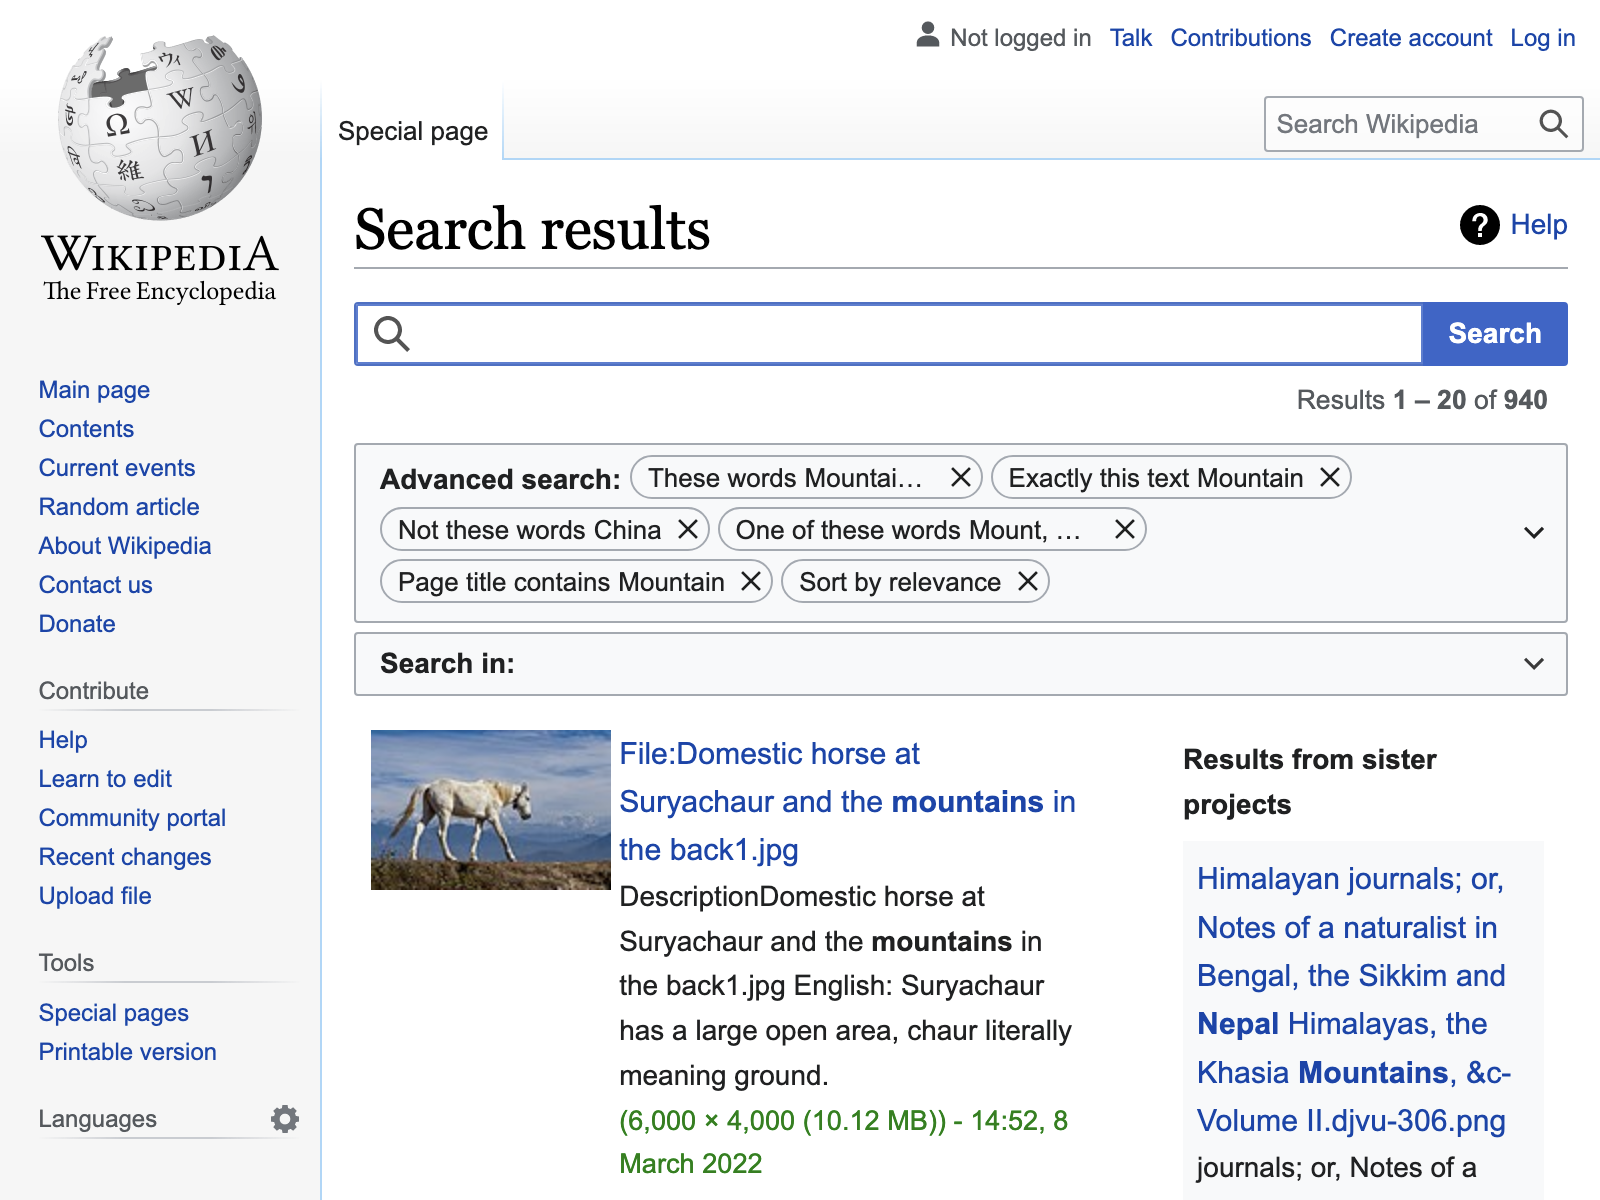 Not logged in Talk Contributions Create account Log in
Special page
Search Wikipedia
WIKIPEDIA
The Free Encyclopedia
Main page
Contents
Current events
Random article
About Wikipedia
Contact us
Donate
Contribute
Help
Learn to edit
Community portal
Recent changes
Upload file
Tools
Special pages
Printable version
Languages
Search results
Help
Search
Results 1 – 20 of 940
Advanced search: These words Mountai... Exactly this text Mountain
Not these words China One of these words Mount, ...
Page title contains Mountain Sort by relevance
Search in:
File:Domestic horse at
Suryachaur and the mountains in
the back1.jpg
DescriptionDomestic horse at
Suryachaur and the mountains in
the back1.jpg English: Suryachaur
has a large open area, chaur literally
meaning ground.
(6,000 × 4,000 (10.12 MB)) - 14:52, 8
March 2022
Results from sister
projects
Himalayan journals; or,
Notes of a naturalist in
Bengal, the Sikkim and
Nepal Himalayas, the
Khasia Mountains, &c-
Volume II.djvu-306.png
journals; or, Notes of a